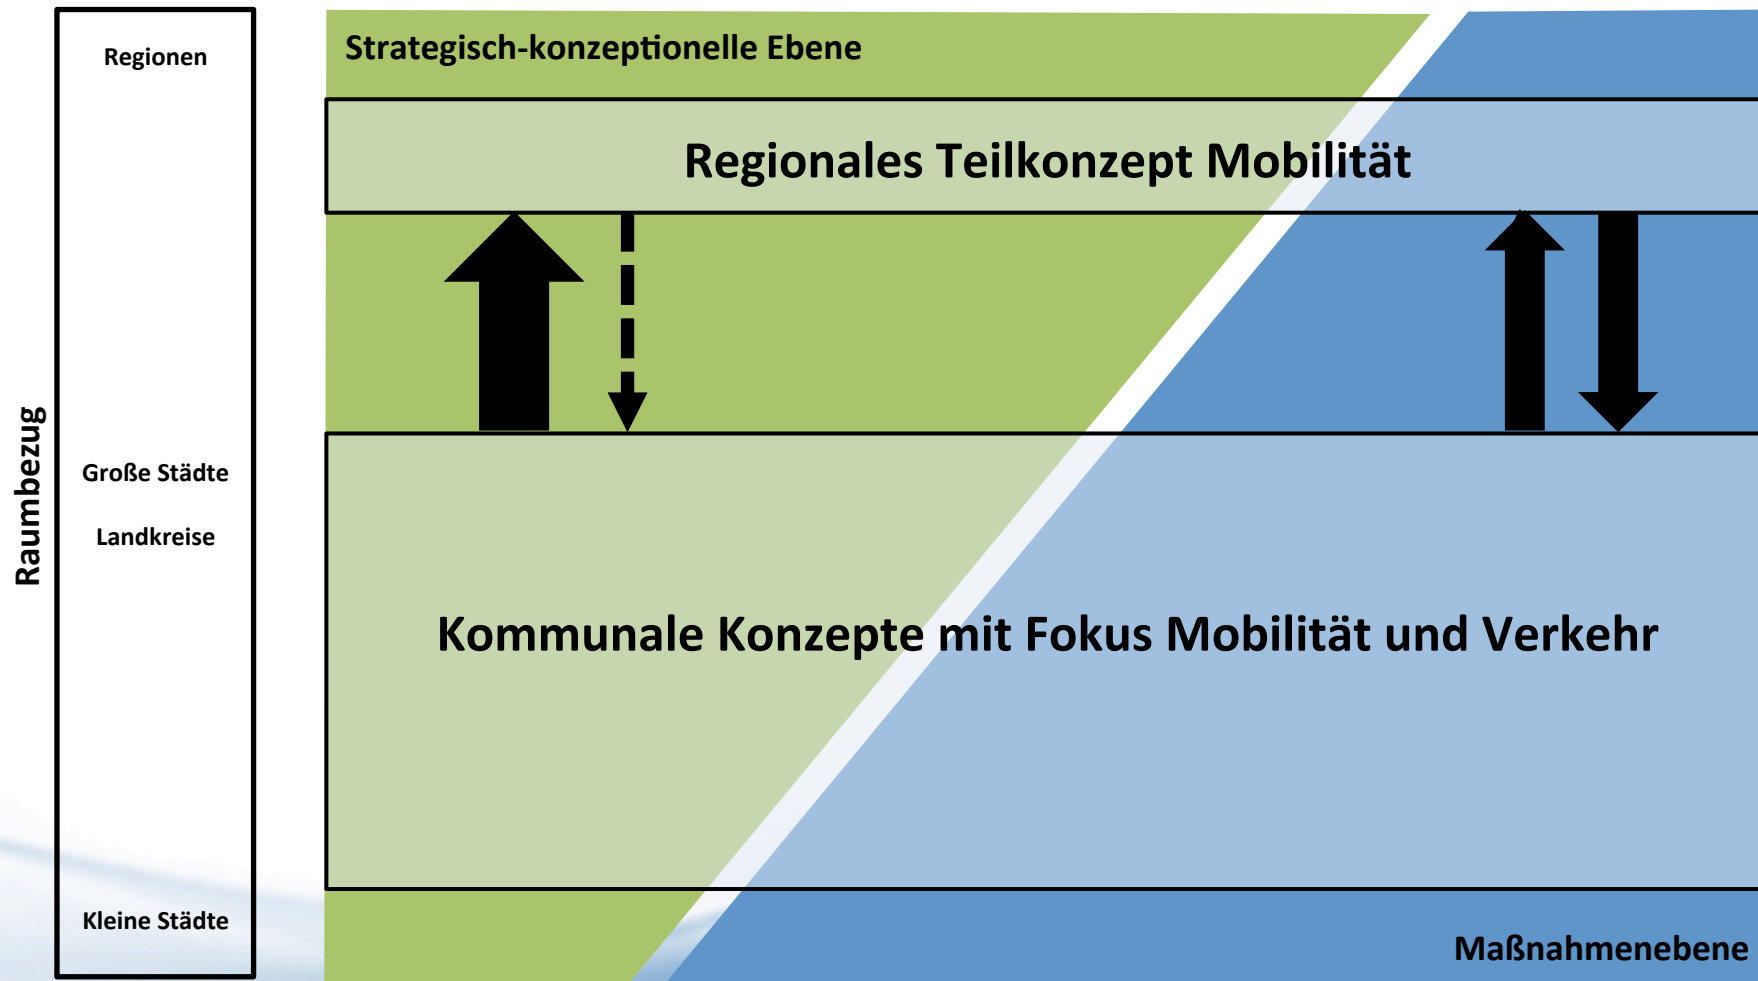 Raumbezug
Regionen
Große Städte
Landkreise
Kleine Städte
Strategisch-konzeptionelle Ebene
Regionales Teilkonzept Mobilität
Kommunale Konzepte mit Fokus Mobilität und Verkehr
Maßnahmenebene